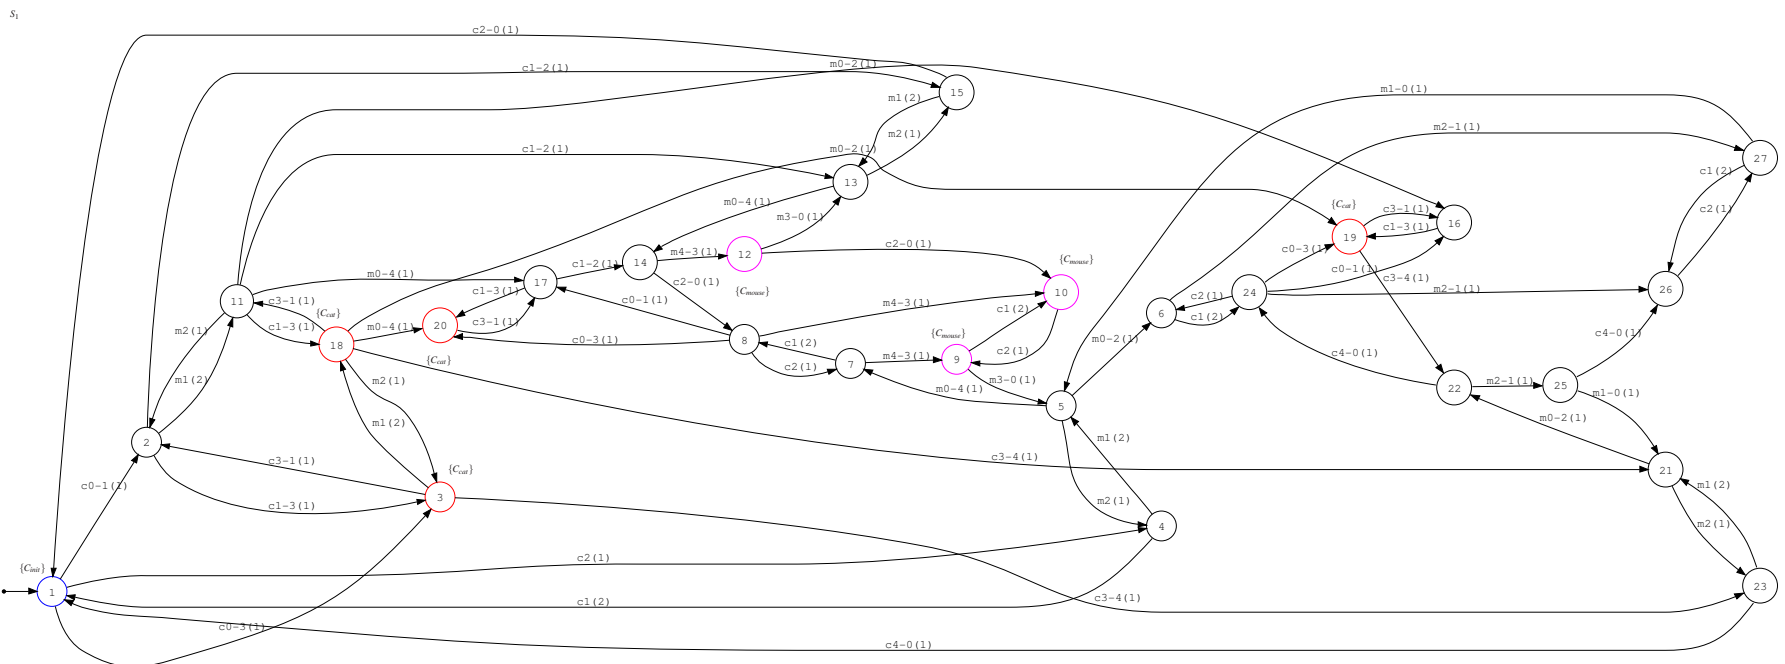 S1
c2-0(1)
m0-2(1)
c1-2(1)
15
m1-0(1)
m1(2)
m2-1(1)
m2(1)
c1-2(1)
m0-2(1)
27
13
c1(2)
m0-4(1)
{Ccat}
c3-1(1)
c2(1)
m3-0(1)
16
c1-3(1)
19
c2-0(1)
c0-3(1)
12
m4-3(1)
{Cmouse}
14
c1-2(1)
c0-1(1)
m0-4(1)
c3-4(1)
17
c2-0(1)
{Cmouse}
10
24
m2-1(1)
26
c1-3(1)
c0-1(1)
c2(1)
11
c3-1(1)
m4-3(1)
{Ccat}
c1(2)
6
c1(2)
c3-1(1)
20
m2(1)
c1-3(1)
m0-4(1)
{Cmouse}
c4-0(1)
18
c0-3(1)
8
c1(2)
m0-2(1)
{Ccat}
m4-3(1)
9
c2(1)
c4-0(1)
c2(1)
7
m1(2)
m2(1)
m3-0(1)
22
m2-1(1)
25
m0-4(1)
m1-0(1)
5
m1(2)
m0-2(1)
2
m1(2)
c3-1(1)
c3-4(1)
{Ccat}
21
c0-1(1)
m1(2)
3
c1-3(1)
m2(1)
4
m2(1)
c2(1)
{Cinit}
1
23
c1(2)
c3-4(1)
c0-3(1)
c4-0(1)